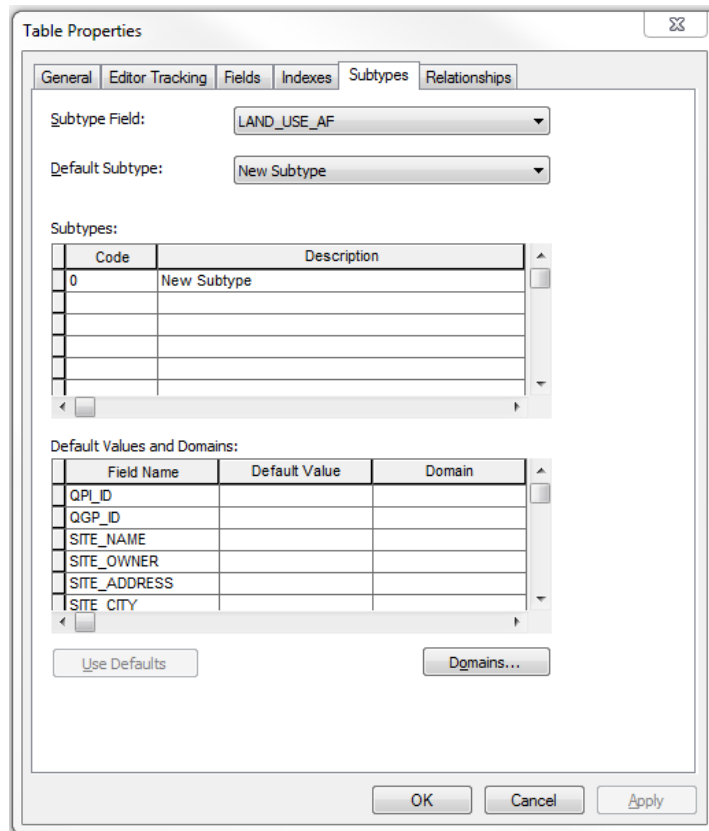 Table Properties
General Editor Tracking Fields Indexes Subtypes Relationships
Subtype Field: LAND_USE_AF
Default Subtype: New Subtype
Subtypes:
Code Description
0 New Subtype
Default Values and Domains:
Field Name Default Value Domain
QPI_ID
QGP_ID
SITE_NAME
SITE_OWNER
SITE_ADDRESS
SITE_CITY
Use Defaults Domains...
OK Cancel Apply